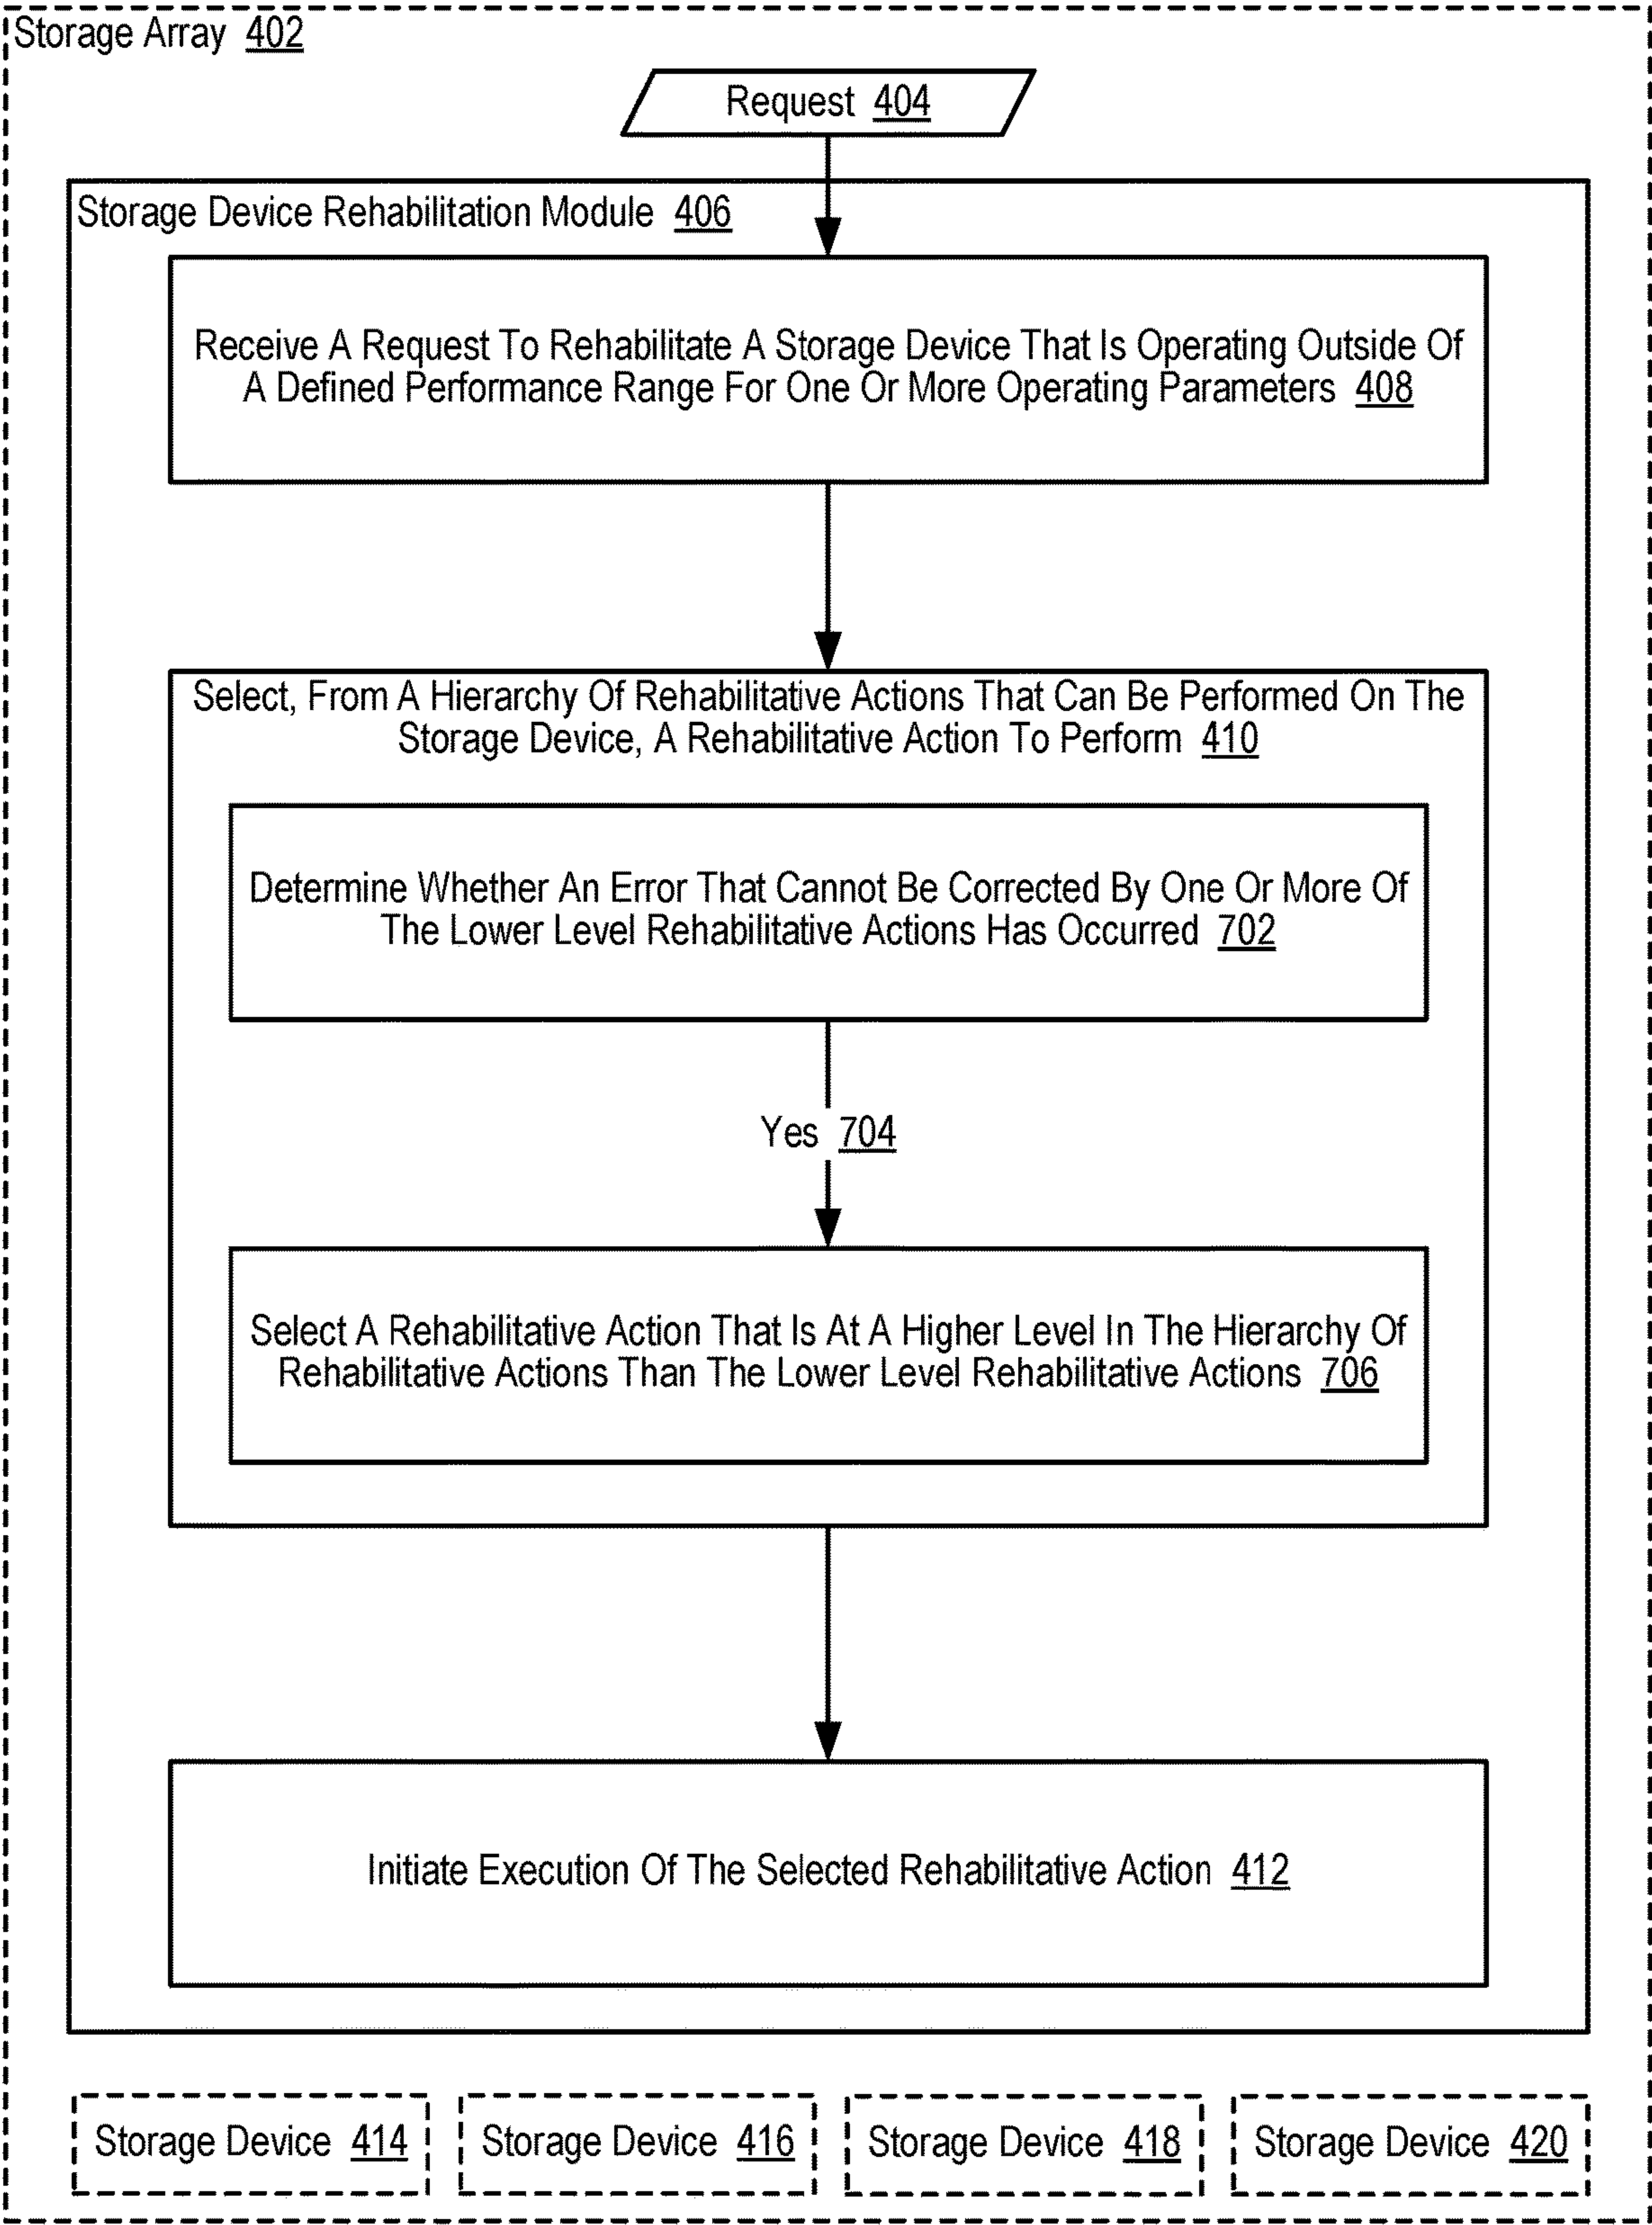 Storage Array 402
Request 404
Storage Device Rehabilitation Module 406
Receive A Request To Rehabilitate A Storage Device That Is Operating Outside Of
A Defined Performance Range For One Or More Operating Parameters 408
Select, From A Hierarchy Of Rehabilitative Actions That Can Be Performed On The
Storage Device, A Rehabilitative Action To Perform 410
Determine Whether An Error That Cannot Be Corrected By One Or More Of
The Lower Level Rehabilitative Actions Has Occurred 702
Yes 704
Select A Rehabilitative Action That Is At A Higher Level In The Hierarchy Of
Rehabilitative Actions Than The Lower Level Rehabilitative Actions 706
Initiate Execution Of The Selected Rehabilitative Action 412
Storage Device 414
Storage Device 416
Storage Device 418
Storage Device 420